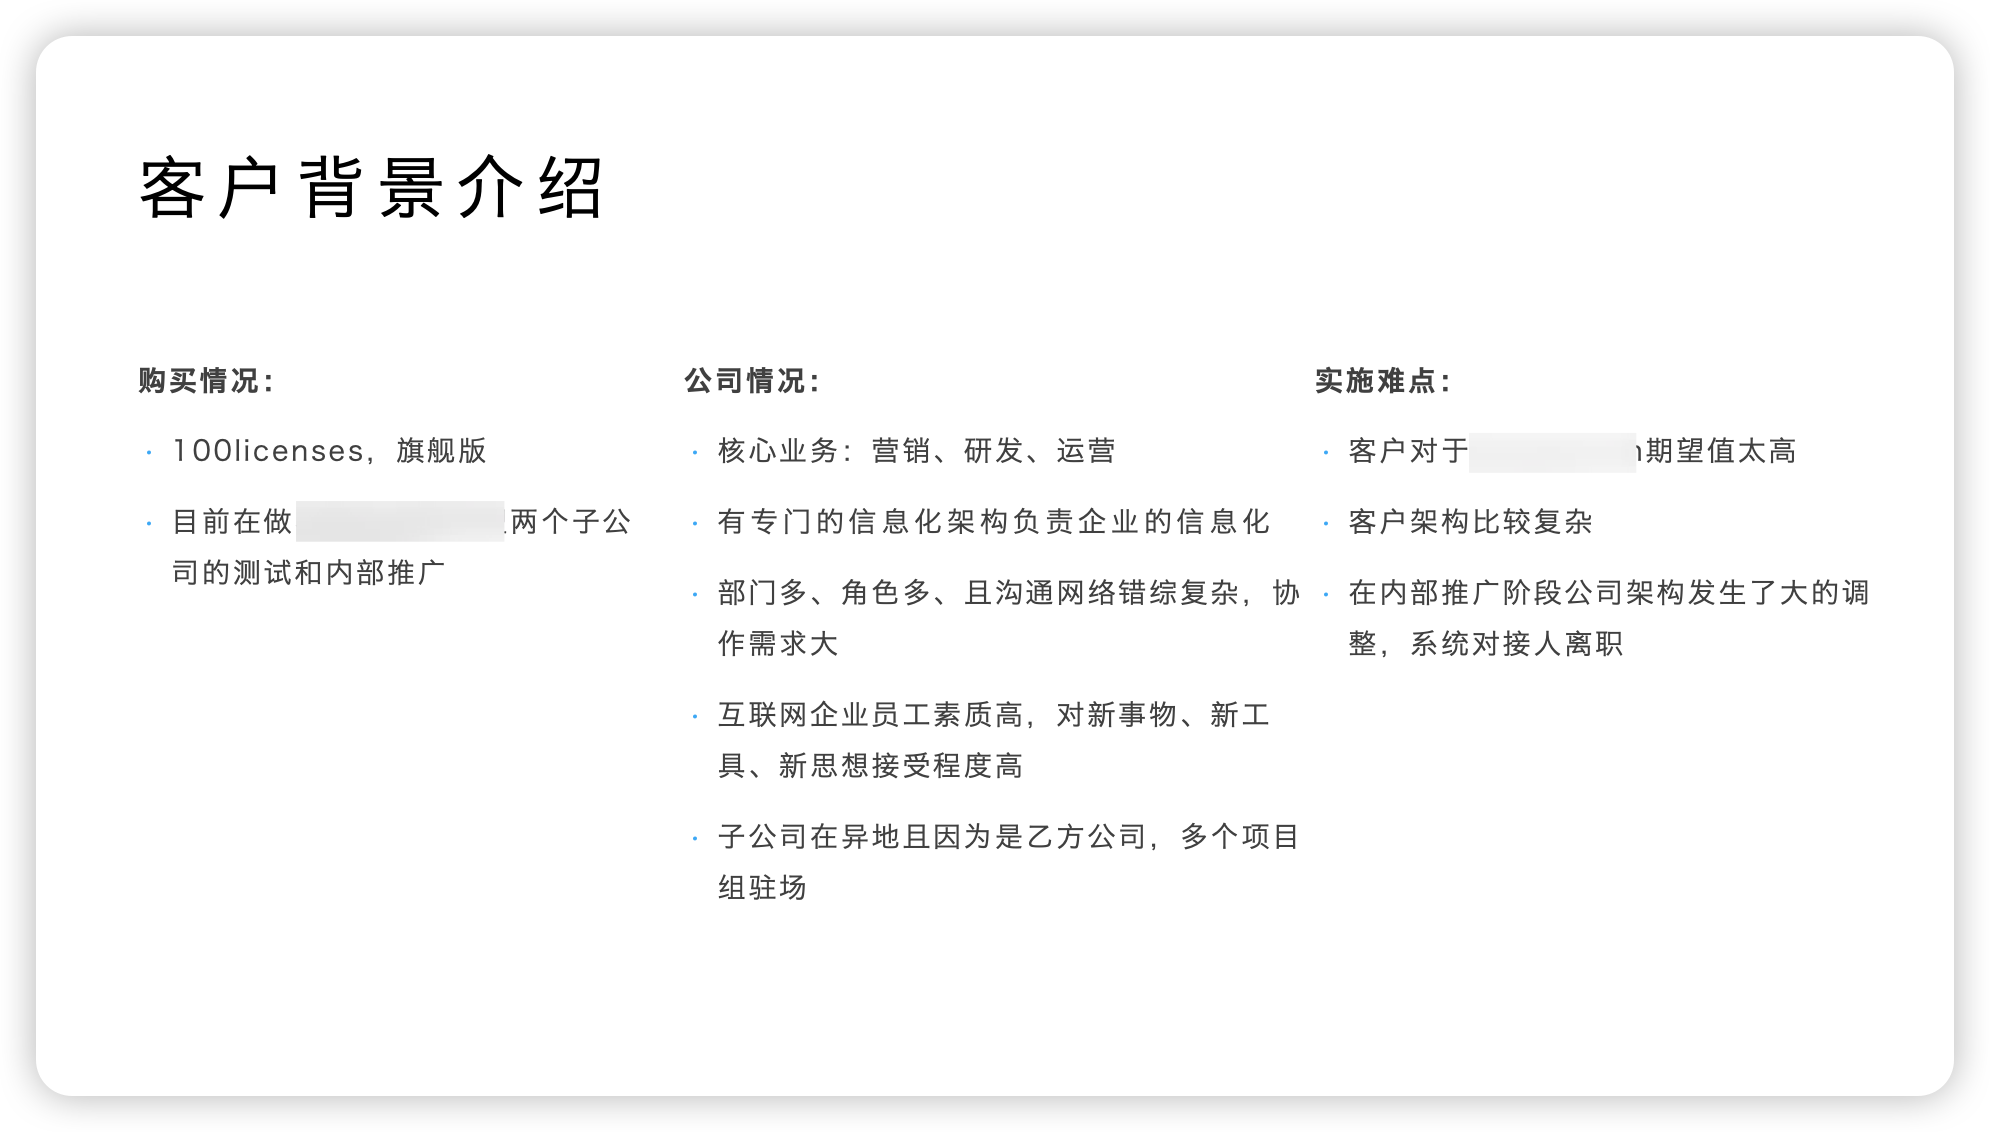 客户背景介绍
购买情况：
· 100licenses，旗舰版
· 目前在做两个子公
司的测试和内部推广
公司情况：
· 核心业务：营销、研发、运营
· 有专门的信息化架构负责企业的信息化
· 部门多、角色多、且沟通网络错综复杂，协
作需求大
· 互联网企业员工素质高，对新事物、新工
具、新思想接受程度高
· 子公司在异地且因为是乙方公司，多个项目
组驻场
实施难点：
· 客户对于期望值太高
· 客户架构比较复杂
· 在内部推广阶段公司架构发生了大的调
整，系统对接人离职